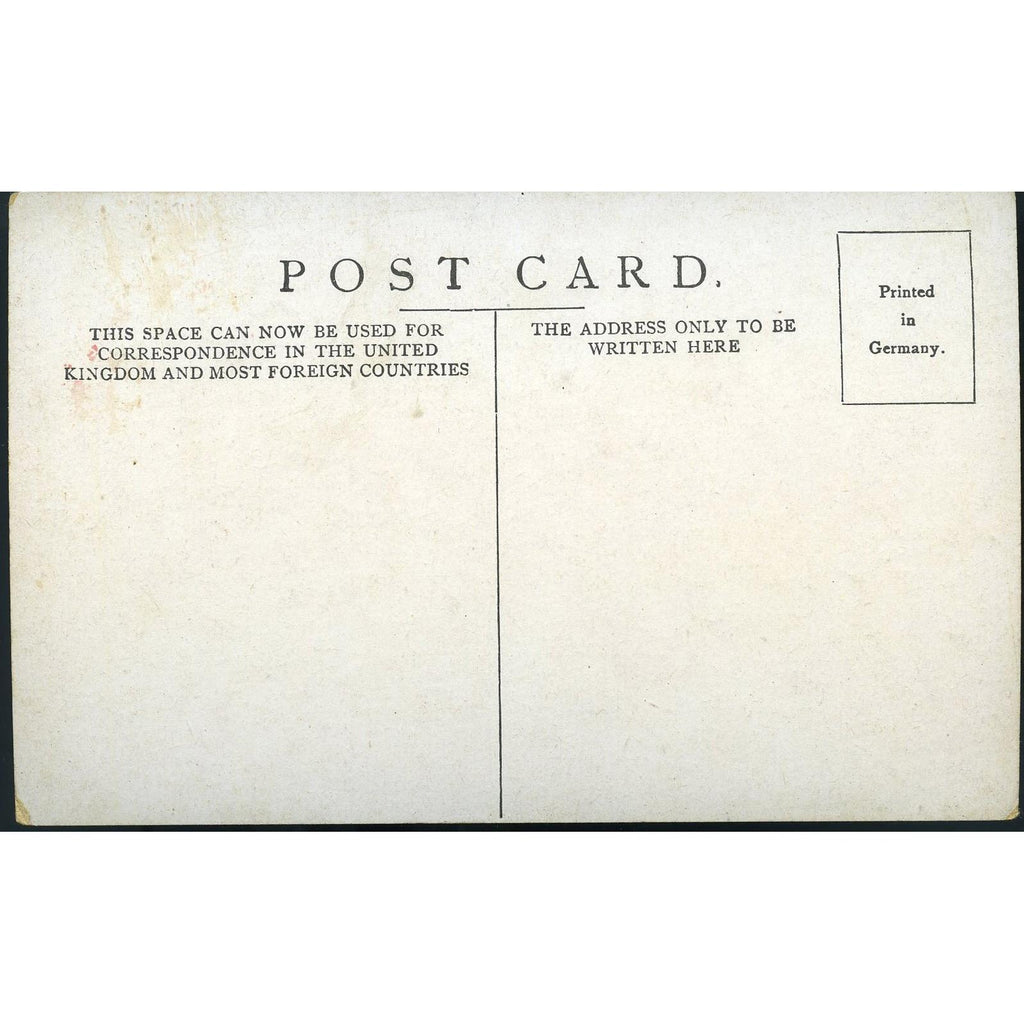 POST CARD.
THIS SPACE CAN NOW BE USED FOR
CORRESPONDENCE IN THE UNITED
KINGDOM AND MOST FOREIGN COUNTRIES
THE ADDRESS ONLY TO BE
WRITTEN HERE
Printed
in
Germany.